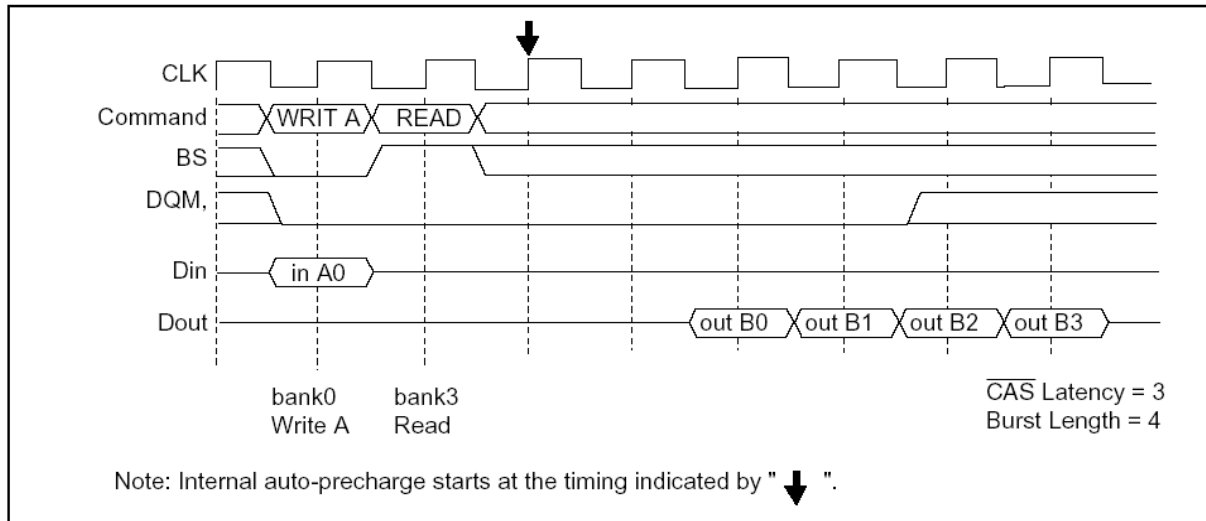 CLK
Command
WRIT A
READ
BS
DQM,
Din
in A0
Dout
out B0
out B1
out B2
out B3
bank0
Write A
bank3
Read
CAS Latency = 3
Burst Length = 4
Note: Internal auto-precharge starts at the timing indicated by " ".